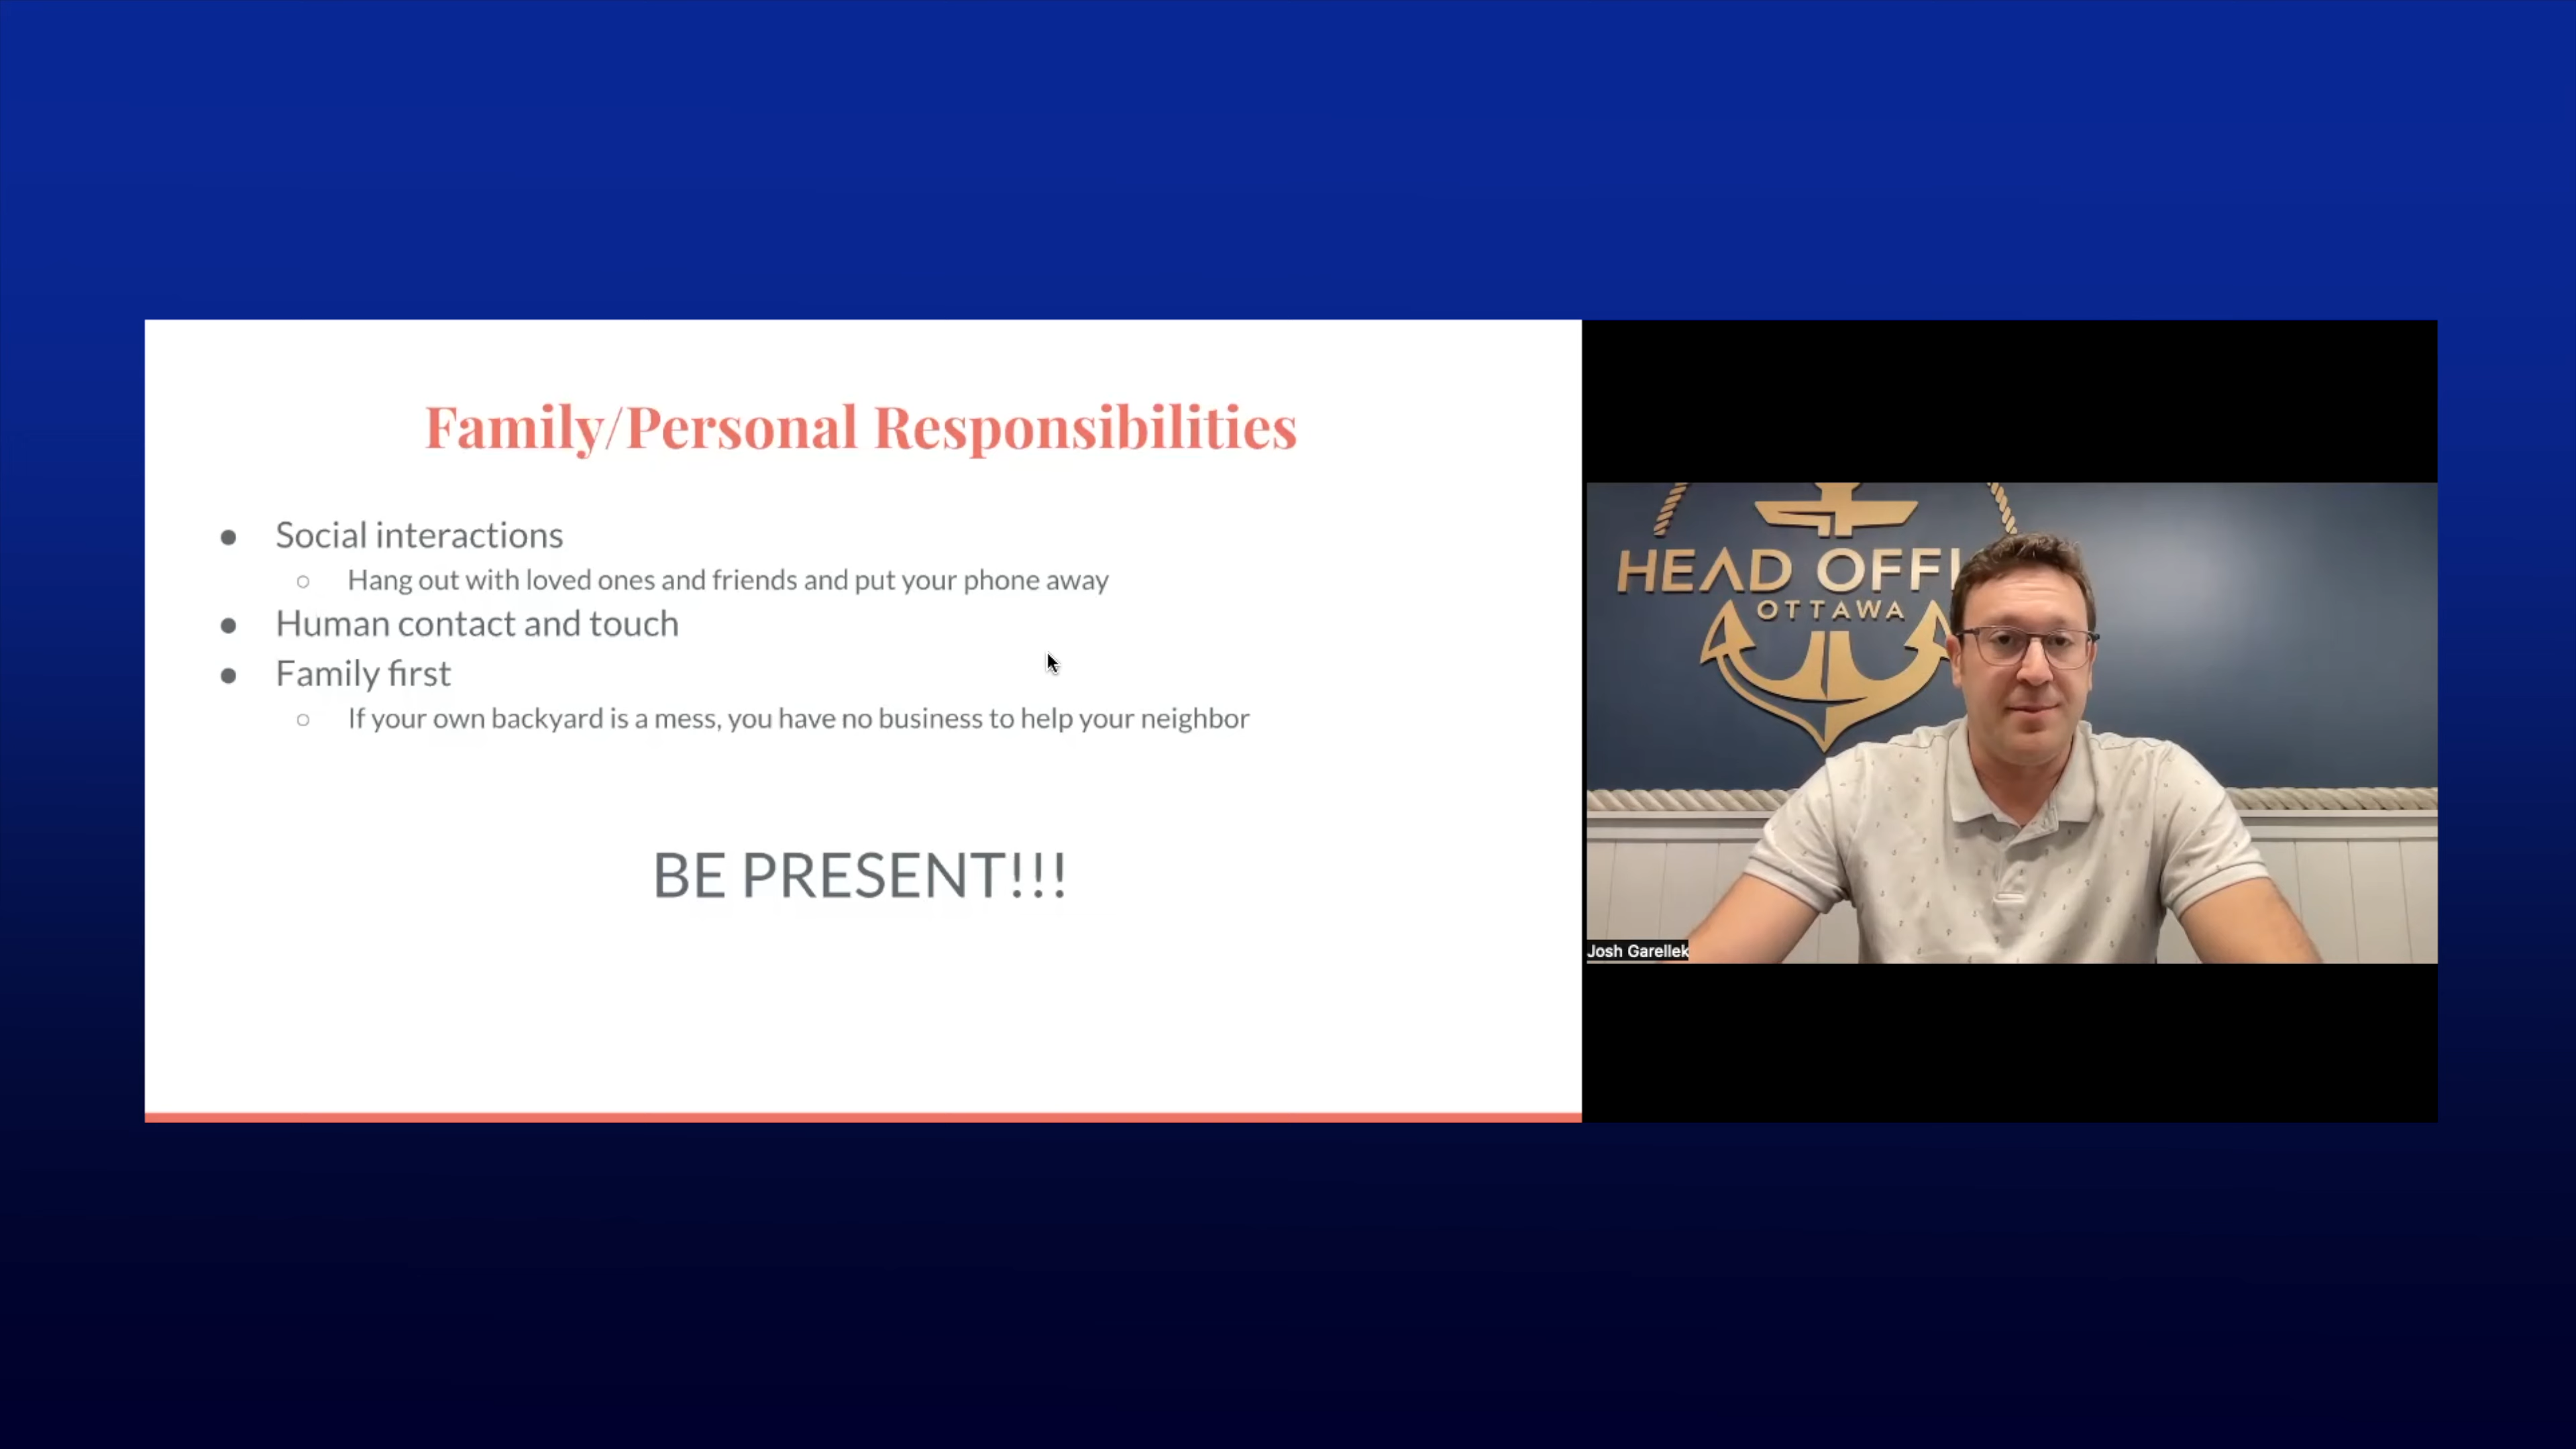 Family/Personal Responsibilities
Social interactions
Hang out with loved ones and friends and put your phone away
Human contact and touch
Family first
If your own backyard is a mess, you have no business to help your neighbor
BE PRESENT!!!
HEAD OFFI
OTTAWA
Josh Garellek